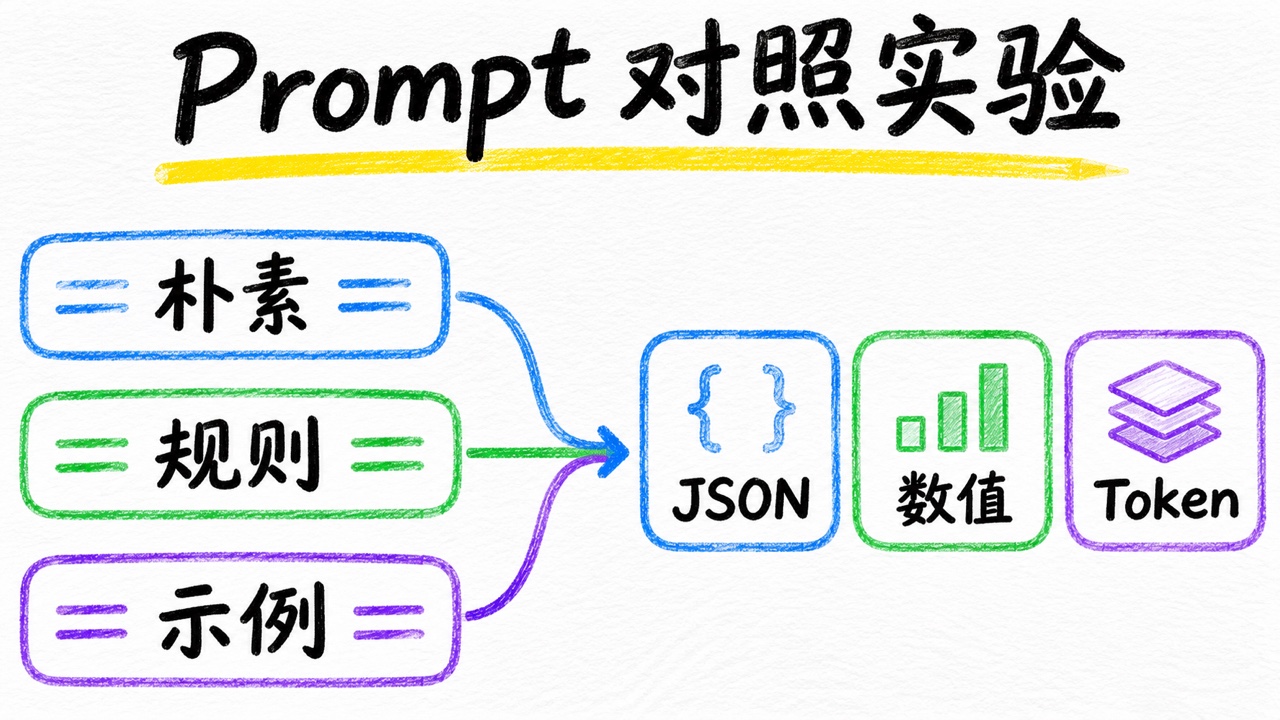 Prompt 对照实验
朴素
规则
示例
{ }
JSON
数值
Token